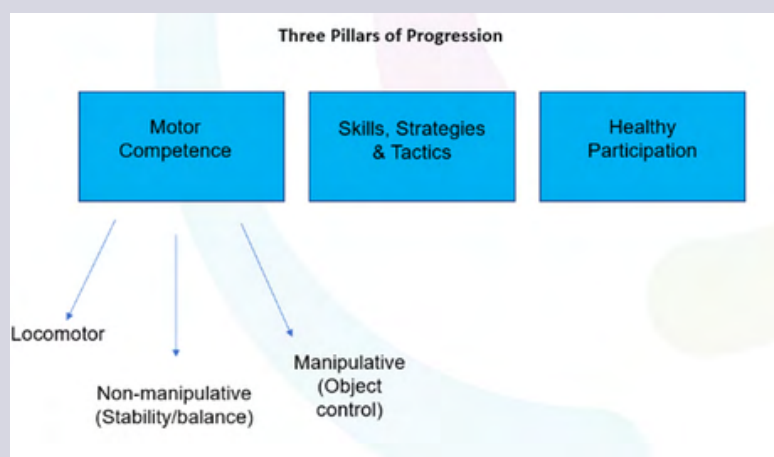 Three Pillars of Progression
Motor
Competence
Skills, Strategies
& Tactics
Healthy
Participation
Locomotor
Non-manipulative
(Stability/balance)
Manipulative
(Object
control)